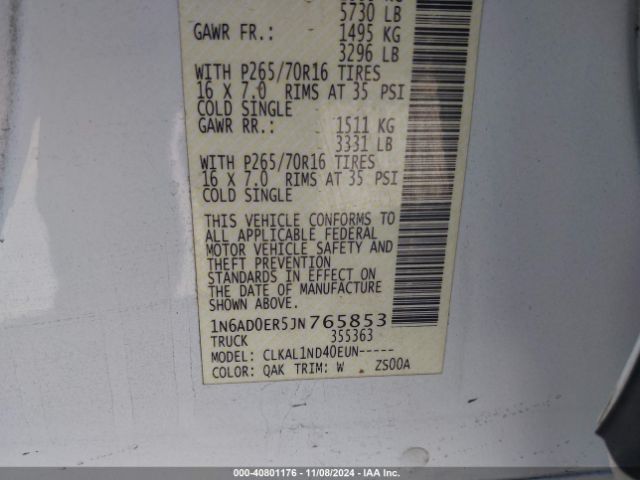 5730 LB
GAWR FR.: 1495 KG
3296 LB
WITH P265/70R16 TIRES
16 X 7.0 RIMS AT 35 PSI
COLD SINGLE
GAWR RR.: 1511 KG
3331 LB
WITH P265/70R16 TIRES
16 X 7.0 RIMS AT 35 PSI
COLD SINGLE
THIS VEHICLE CONFORMS TO
ALL APPLICABLE FEDERAL
MOTOR VEHICLE SAFETY AND
THEFT PREVENTION
STANDARDS IN EFFECT ON
THE DATE OF MANUFACTURE
SHOWN ABOVE.
1N6AD0ER5JN765853
TRUCK 355363
MODEL: CLKAL1ND40EUN-----
COLOR: QAK TRIM: W ZS00A
000-40801176 • 11/08/2024 • IAA Inc.